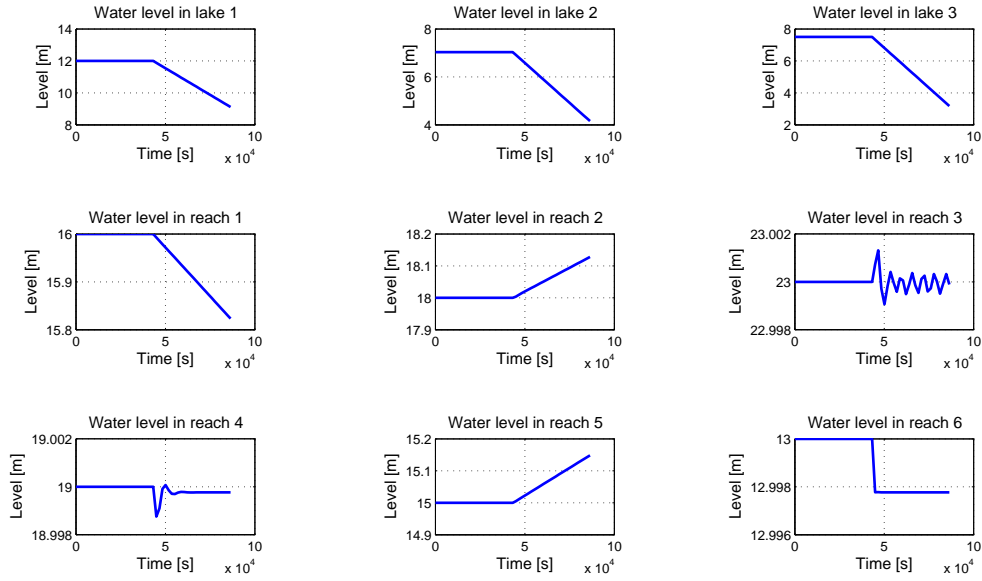 Water level in lake 1
Level [m]
14
12
10
8
0
5
10
Time [s]
x 10^4
Water level in lake 2
Level [m]
8
6
4
0
5
10
Time [s]
x 10^4
Water level in lake 3
Level [m]
8
6
4
2
0
5
10
Time [s]
x 10^4
Water level in reach 1
Level [m]
16
15.9
15.8
0
5
10
Time [s]
x 10^4
Water level in reach 2
Level [m]
18.2
18.1
18
17.9
0
5
10
Time [s]
x 10^4
Water level in reach 3
Level [m]
23.002
23
22.998
0
5
10
Time [s]
x 10^4
Water level in reach 4
Level [m]
19.002
19
18.998
0
5
10
Time [s]
x 10^4
Water level in reach 5
Level [m]
15.2
15.1
15
14.9
0
5
10
Time [s]
x 10^4
Water level in reach 6
Level [m]
13
12.998
12.996
0
5
10
Time [s]
x 10^4